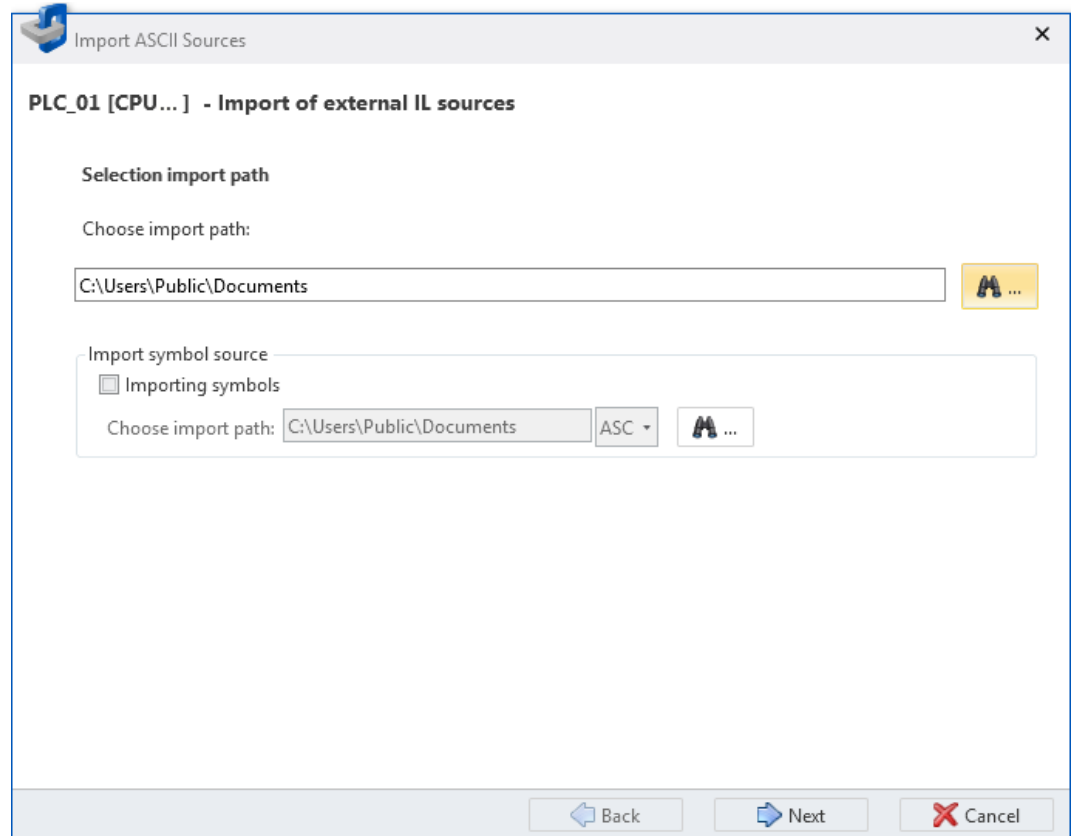 Import ASCII Sources
PLC_01 [CPU... ] - Import of external IL sources
Selection import path
Choose import path:
C:\Users\Public\Documents
...
Import symbol source
Importing symbols
Choose import path: C:\Users\Public\Documents ASC ...
Back Next Cancel